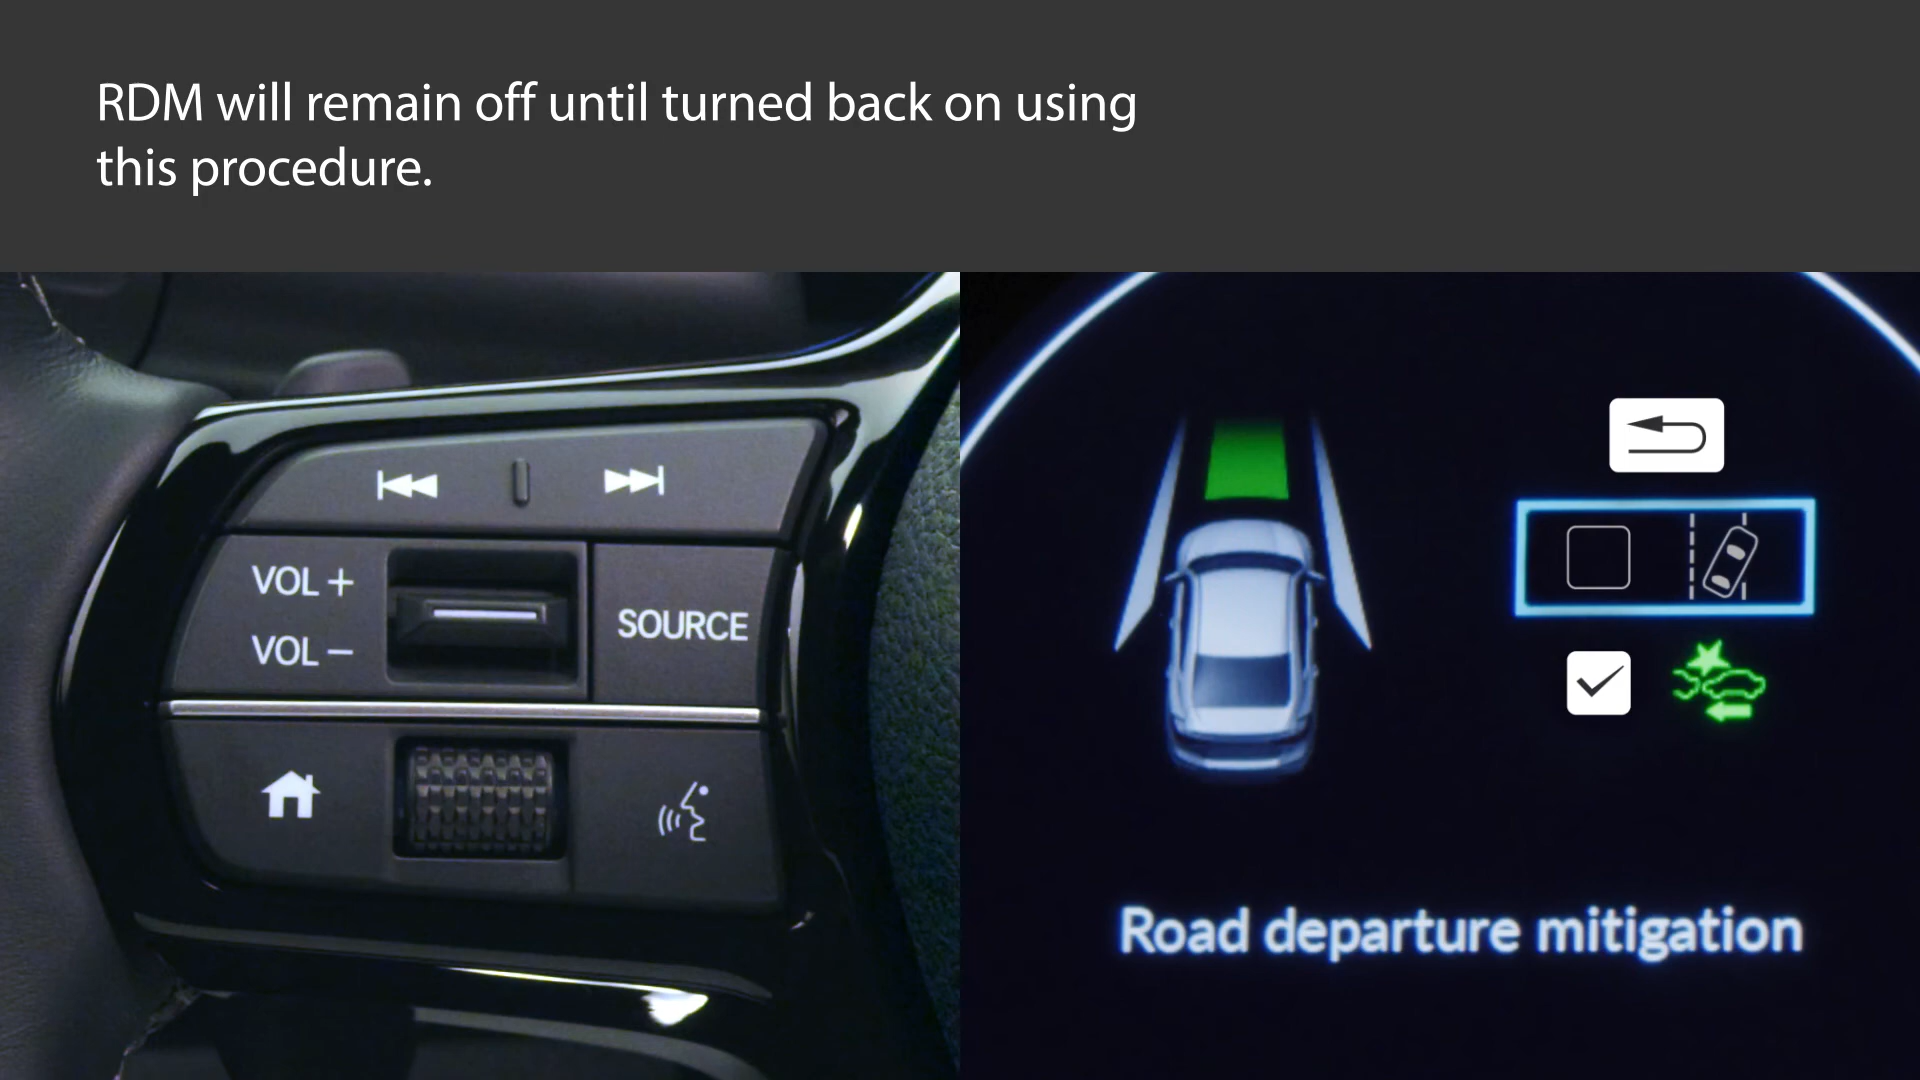 RDM will remain off until turned back on using
this procedure.
VOL +
VOL −
SOURCE
Road departure mitigation